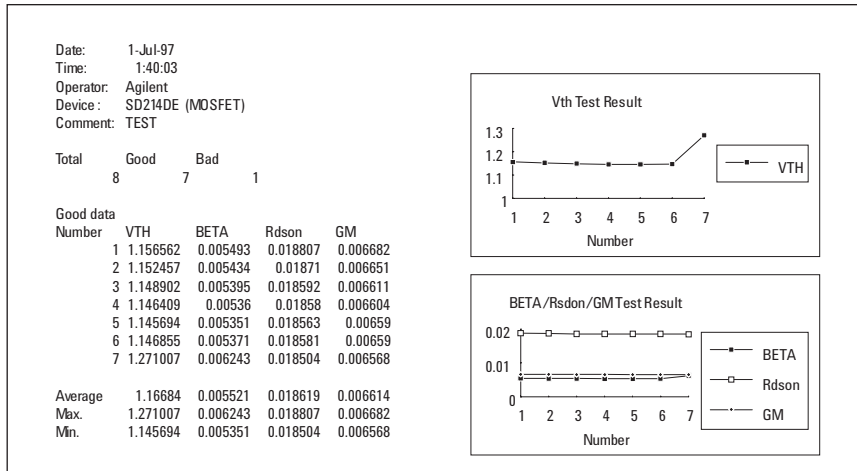 Date: 1-Jul-97
Time: 1:40:03
Operator: Agilent
Device : SD214DE (MOSFET)
Comment: TEST
Total Good Bad
8 7 1
Good data
Number VTH BETA Rdson GM
1 1.156562 0.005493 0.018807 0.006682
2 1.152457 0.005434 0.01871 0.006651
3 1.148902 0.005395 0.018592 0.006611
4 1.146409 0.00536 0.01858 0.006604
5 1.145694 0.005351 0.018563 0.00659
6 1.146855 0.005371 0.018581 0.00659
7 1.271007 0.006243 0.018504 0.006568
Average 1.16684 0.005521 0.018619 0.006614
Max. 1.271007 0.006243 0.018807 0.006682
Min. 1.145694 0.005351 0.018504 0.006568
Vth Test Result
1.3
1.2
1.1
1
1 2 3 4 5 6 7
Number
VTH
BETA/Rsdon/GM Test Result
0.02
0.01
0
1 2 3 4 5 6 7
Number
BETA
Rdson
GM